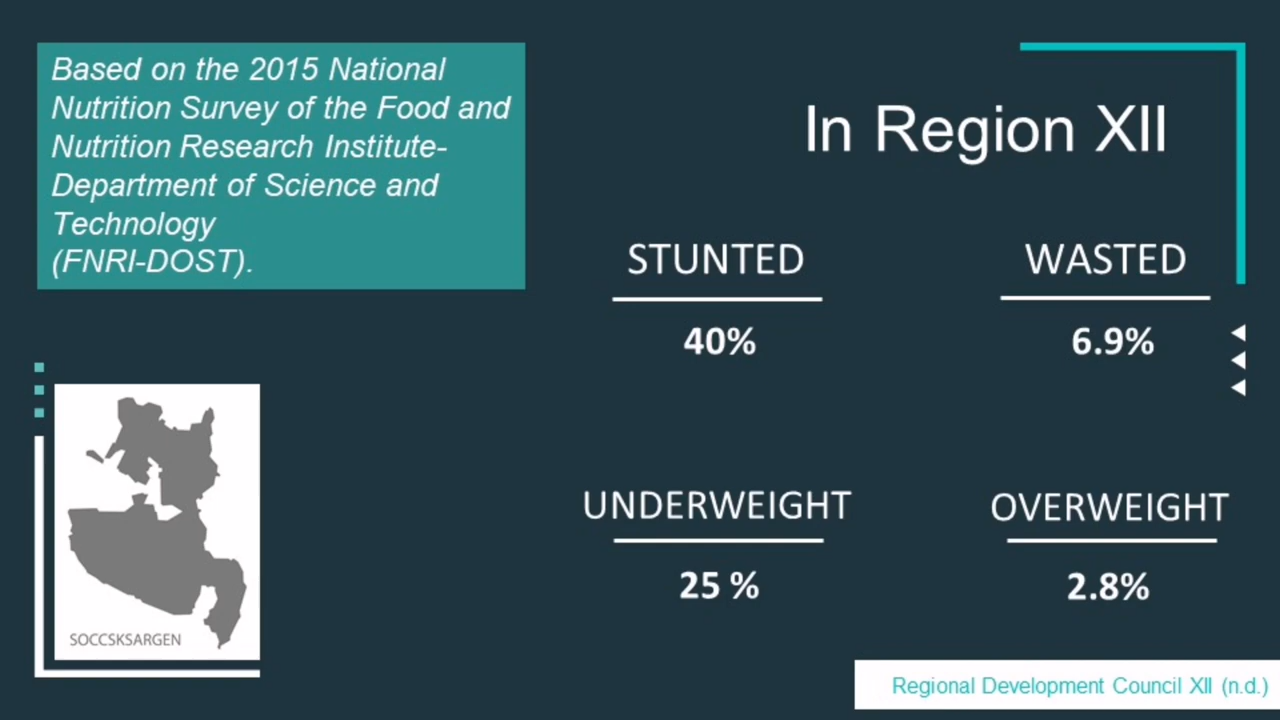 Based on the 2015 National
Nutrition Survey of the Food and
Nutrition Research Institute-
Department of Science and
Technology
(FNRI-DOST).
In Region XII
STUNTED
40%
WASTED
6.9%
UNDERWEIGHT
25 %
OVERWEIGHT
2.8%
SOCCSKSARGEN
Regional Development Council XII (n.d.)